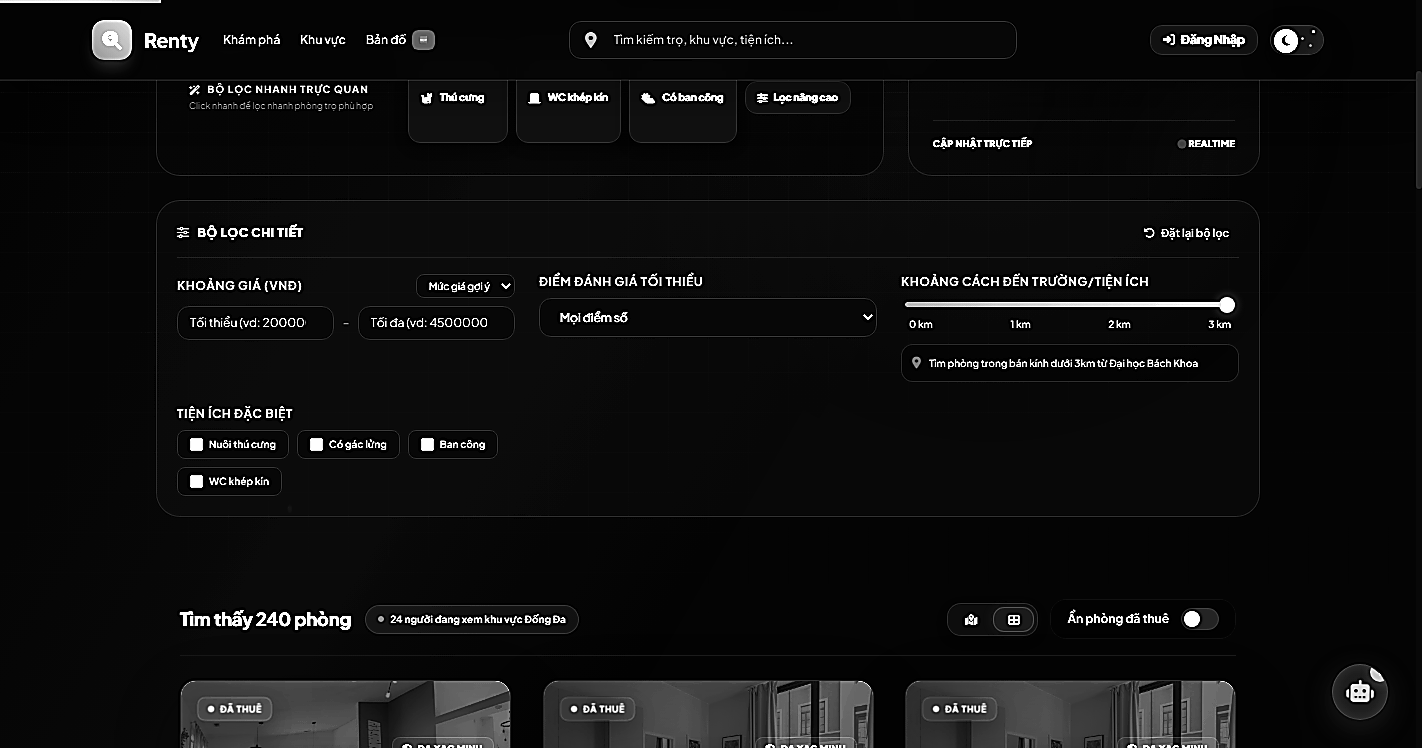 Renty
Khám phá
Khu vực
Bản đồ
Tìm kiếm trọ, khu vực, tiện ích...
Đăng Nhập
BỘ LỌC NHANH TRỰC QUAN
Click nhanh để lọc nhanh phòng trọ phù hợp
Thú cưng
WC khép kín
Có ban công
Lọc nâng cao
CẬP NHẬT TRỰC TIẾP
REALTIME
BỘ LỌC CHI TIẾT
Đặt lại bộ lọc
KHOẢNG GIÁ (VNĐ)
Mức giá gợi ý
Tối thiểu (vd: 20000
-
Tối đa (vd: 4500000
ĐIỂM ĐÁNH GIÁ TỐI THIỂU
Mọi điểm số
KHOẢNG CÁCH ĐẾN TRƯỜNG/TIỆN ÍCH
0 km
1 km
2 km
3 km
Tìm phòng trong bán kính dưới 3km từ Đại học Bách Khoa
TIỆN ÍCH ĐẶC BIỆT
Nuôi thú cưng
Có gác lửng
Ban công
WC khép kín
Tìm thấy 240 phòng
24 người đang xem khu vực Đống Đa
Ẩn phòng đã thuê
ĐÃ THUÊ
ĐÃ THUÊ
ĐÃ THUÊ